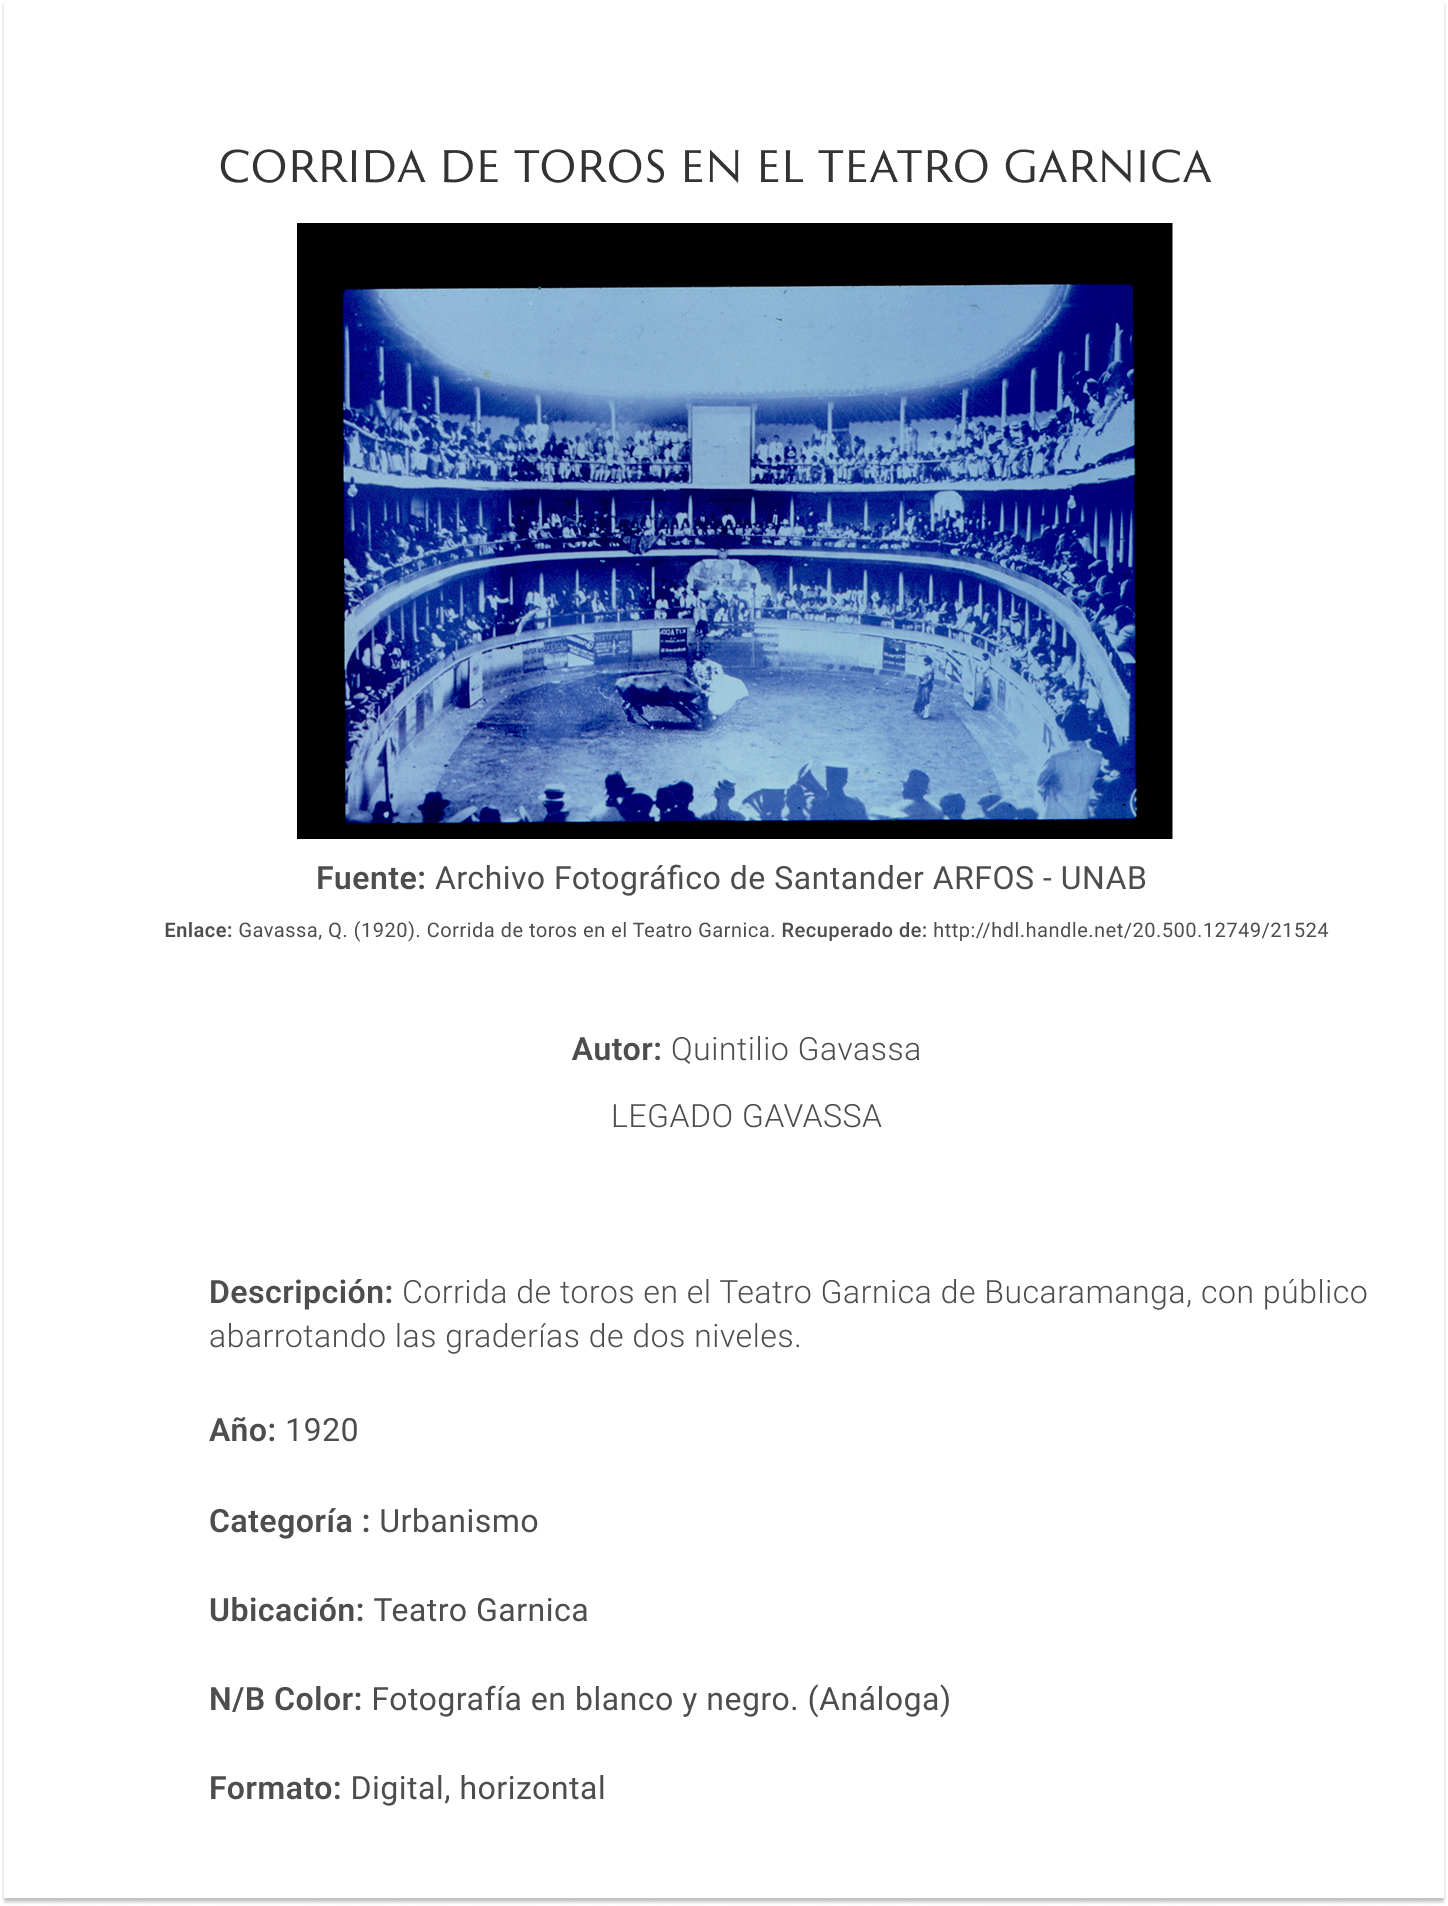 CORRIDA DE TOROS EN EL TEATRO GARNICA
Fuente: Archivo Fotográfico de Santander ARFOS - UNAB
Enlace: Gavassa, Q. (1920). Corrida de toros en el Teatro Garnica. Recuperado de: http://hdl.handle.net/20.500.12749/21524
Autor: Quintilio Gavassa
LEGADO GAVASSA
Descripción: Corrida de toros en el Teatro Garnica de Bucaramanga, con público
abarrotando las graderías de dos niveles.
Año: 1920
Categoría : Urbanismo
Ubicación: Teatro Garnica
N/B Color: Fotografía en blanco y negro. (Análoga)
Formato: Digital, horizontal